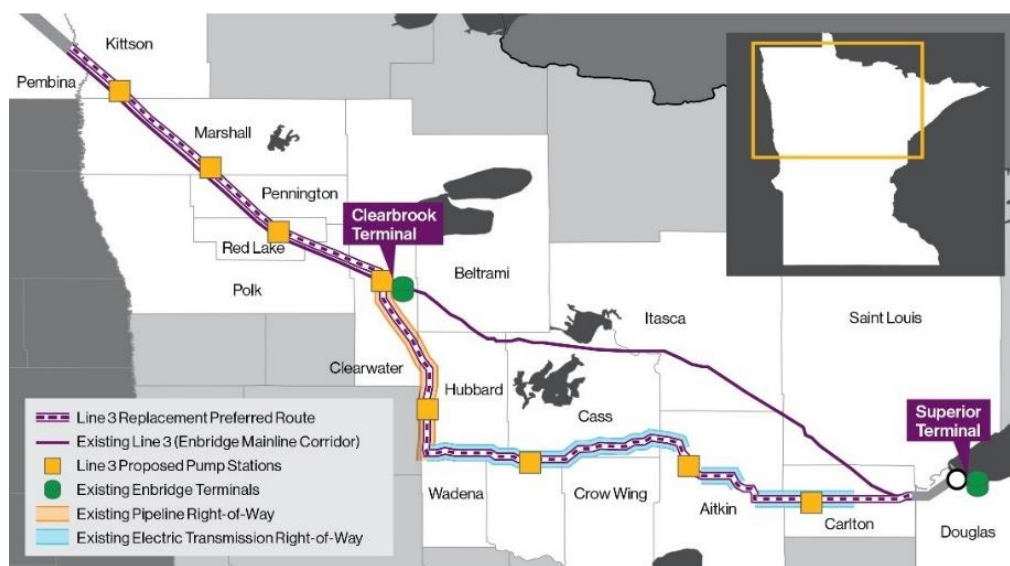 Kittson
Pembina
Marshall
Pennington
Clearbrook
Terminal
Red Lake
Beltrami
Polk
Itasca
Saint Louis
Clearwater
Hubbard
Cass
Superior
Terminal
Wadena
Crow Wing
Aitkin
Carlton
Douglas
Line 3 Replacement Preferred Route
Existing Line 3 (Enbridge Mainline Corridor)
Line 3 Proposed Pump Stations
Existing Enbridge Terminals
Existing Pipeline Right-of-Way
Existing Electric Transmission Right-of-Way